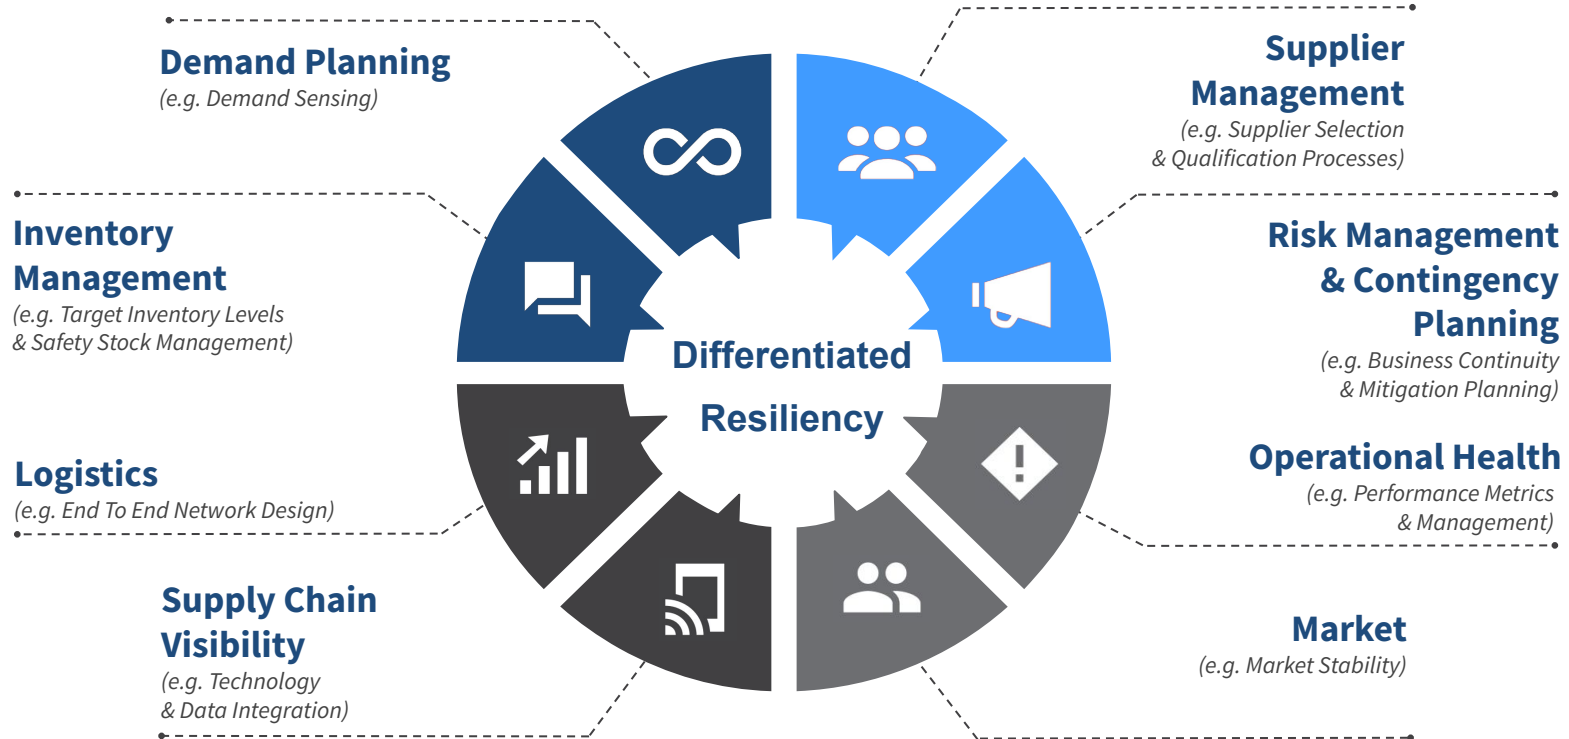 Demand Planning
(e.g. Demand Sensing)
Supplier
Management
(e.g. Supplier Selection
& Qualification Processes)
Inventory
Management
(e.g. Target Inventory Levels
& Safety Stock Management)
Risk Management
& Contingency
Planning
(e.g. Business Continuity
& Mitigation Planning)
Differentiated
Resiliency
Logistics
(e.g. End To End Network Design)
Operational Health
(e.g. Performance Metrics
& Management)
Supply Chain
Visibility
(e.g. Technology
& Data Integration)
Market
(e.g. Market Stability)